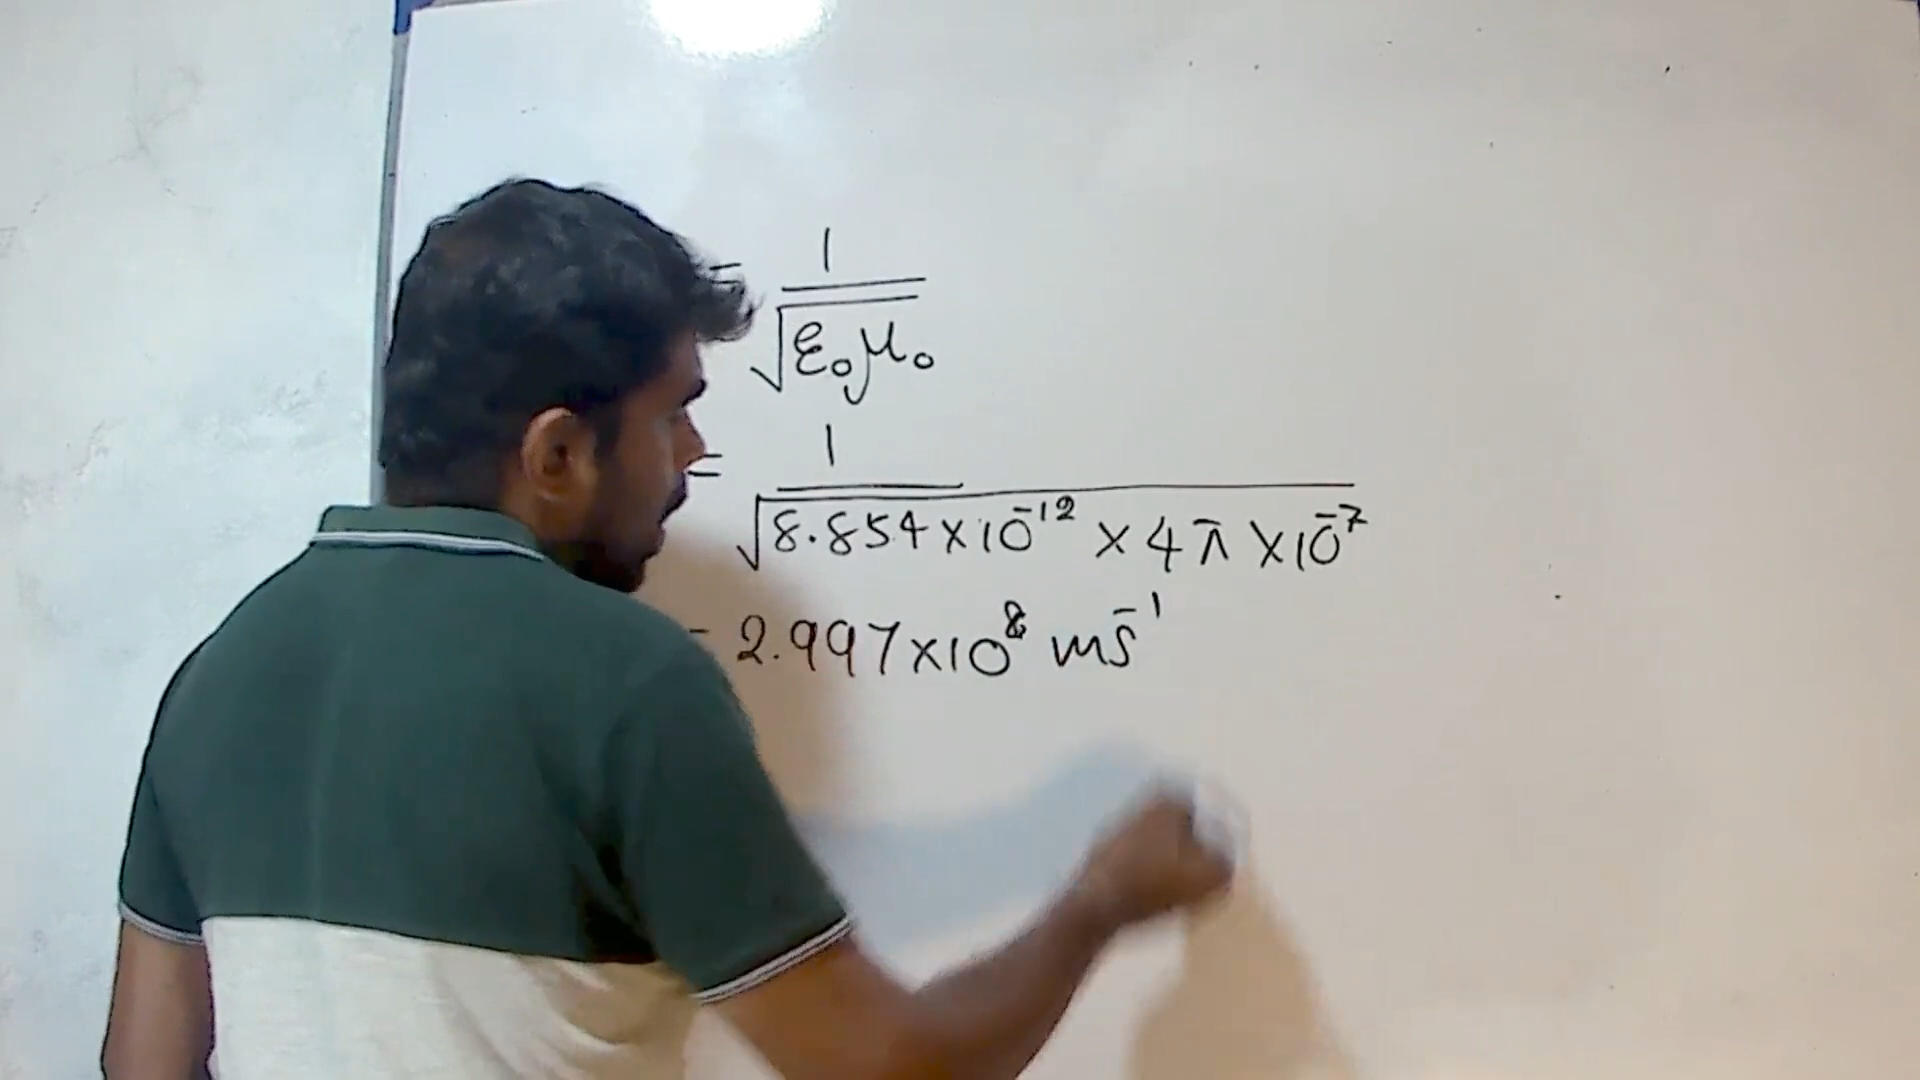 = 1/√ε₀μ₀
= 1/√8.854×10⁻¹² × 4π ×10⁻⁷
- 2.997×10⁸ ms⁻¹